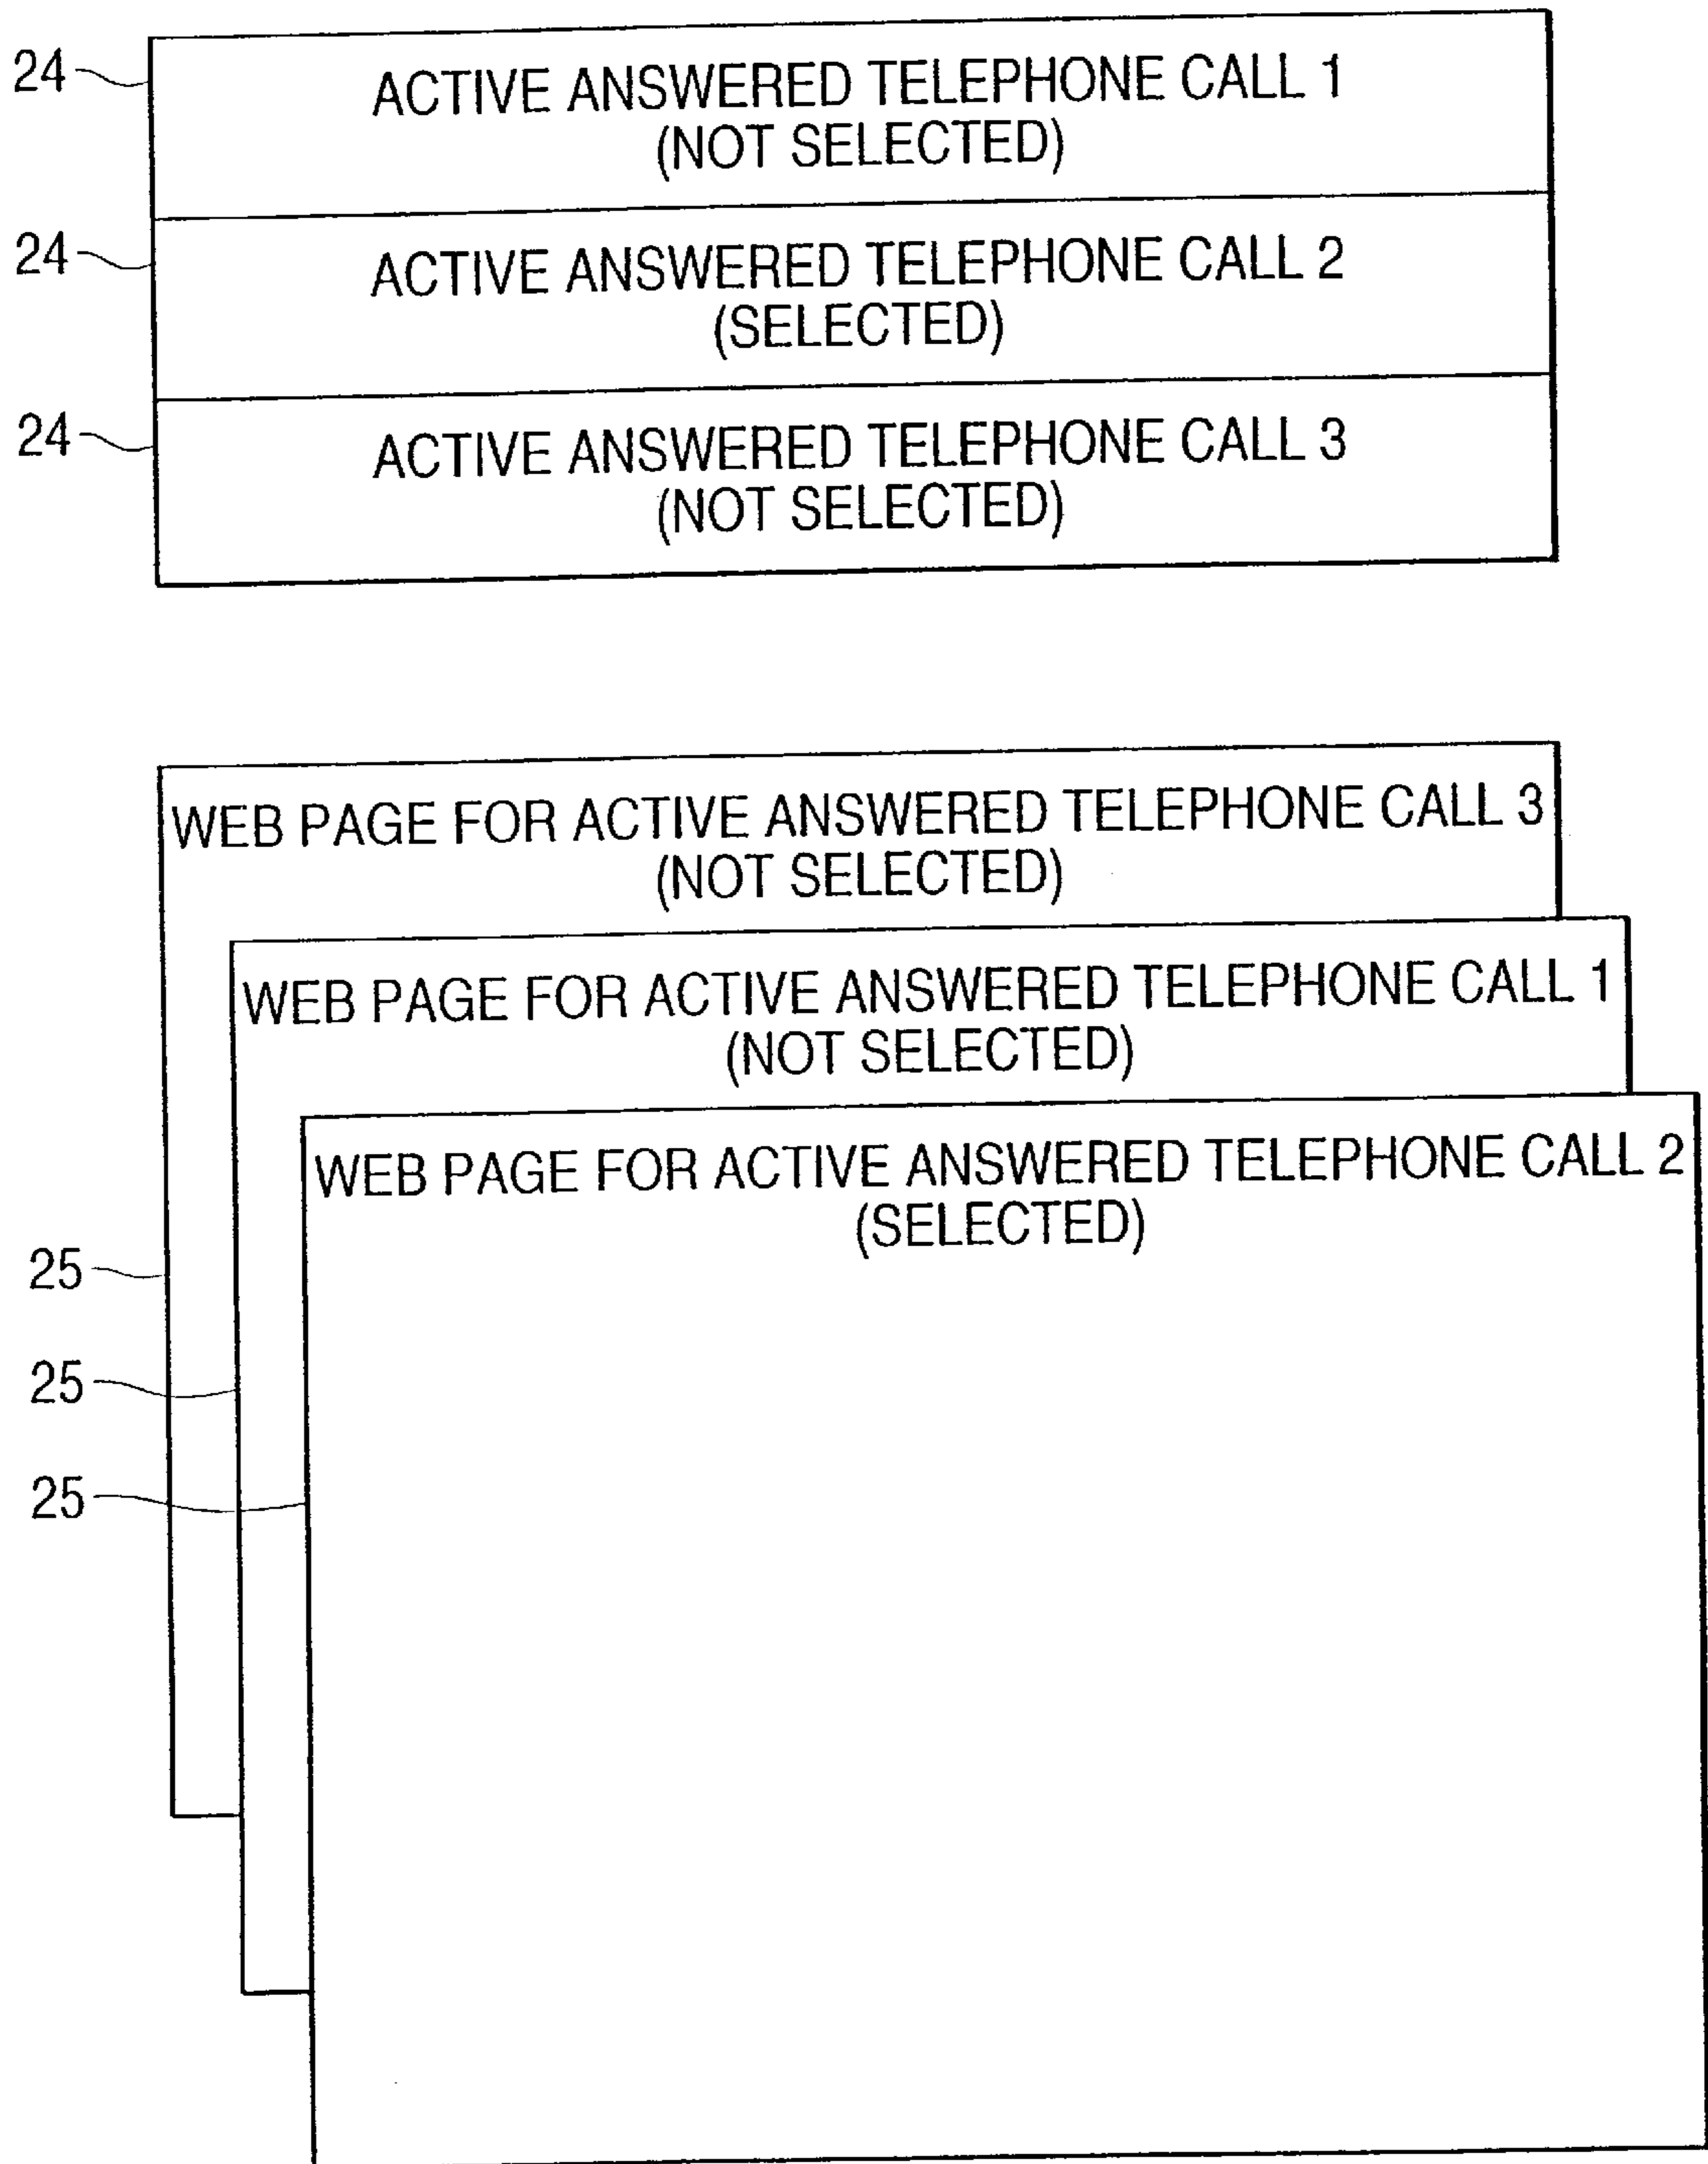 24
ACTIVE ANSWERED TELEPHONE CALL 1
(NOT SELECTED)
24
ACTIVE ANSWERED TELEPHONE CALL 2
(SELECTED)
24
ACTIVE ANSWERED TELEPHONE CALL 3
(NOT SELECTED)
WEB PAGE FOR ACTIVE ANSWERED TELEPHONE CALL 3
(NOT SELECTED)
WEB PAGE FOR ACTIVE ANSWERED TELEPHONE CALL 1
(NOT SELECTED)
WEB PAGE FOR ACTIVE ANSWERED TELEPHONE CALL 2
(SELECTED)
25
25
25